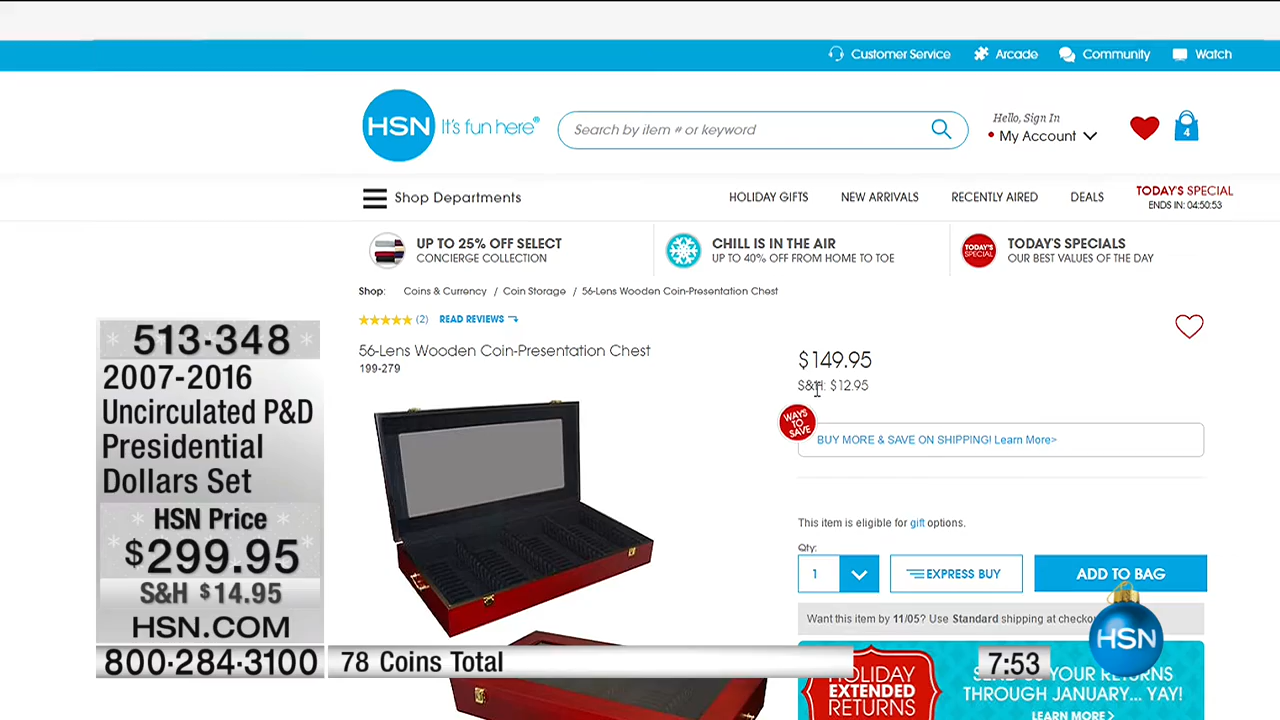 Customer Service
Arcade
Community
Watch
HSN It's fun here®
Search by item # or keyword
Hello, Sign In
My Account
4
Shop Departments
HOLIDAY GIFTS
NEW ARRIVALS
RECENTLY AIRED
DEALS
TODAY'S SPECIAL
ENDS IN: 04:50:53
UP TO 25% OFF SELECT
CONCIERGE COLLECTION
CHILL IS IN THE AIR
UP TO 40% OFF FROM HOME TO TOE
TODAY'S
SPECIAL
TODAY'S SPECIALS
OUR BEST VALUES OF THE DAY
Shop: Coins & Currency / Coin Storage / 56-Lens Wooden Coin-Presentation Chest
(2) READ REVIEWS
56-Lens Wooden Coin-Presentation Chest
199-279
$149.95
S&H: $12.95
WAYS
TO
SAVE
BUY MORE & SAVE ON SHIPPING! Learn More>
This item is eligible for gift options.
Qty:
1
EXPRESS BUY
ADD TO BAG
Want this item by 11/05? Use Standard shipping at checko
HOLIDAY
EXTENDED
RETURNS
SEND US YOUR RETURNS
THROUGH JANUARY... YAY!
LEARN MORE >
513-348
2007-2016
Uncirculated P&D
Presidential
Dollars Set
HSN Price
$299.95
S&H $14.95
HSN.COM
800-284-3100
78 Coins Total
7:53
HSN